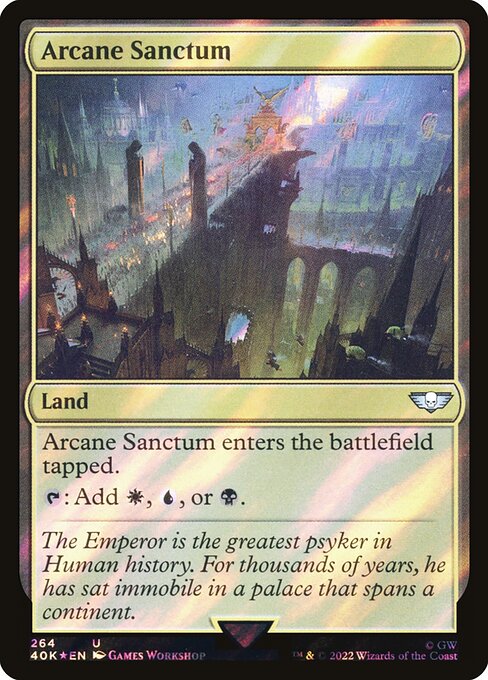 Arcane Sanctum
Land
Arcane Sanctum enters the battlefield
tapped.
: Add , , or .
The Emperor is the greatest psyker in
Human history. For thousands of years, he
has sat immobile in a palace that spans a
continent.
264 U
40K★EN Games Workshop
© GW
™ & © 2022 Wizards of the Coast